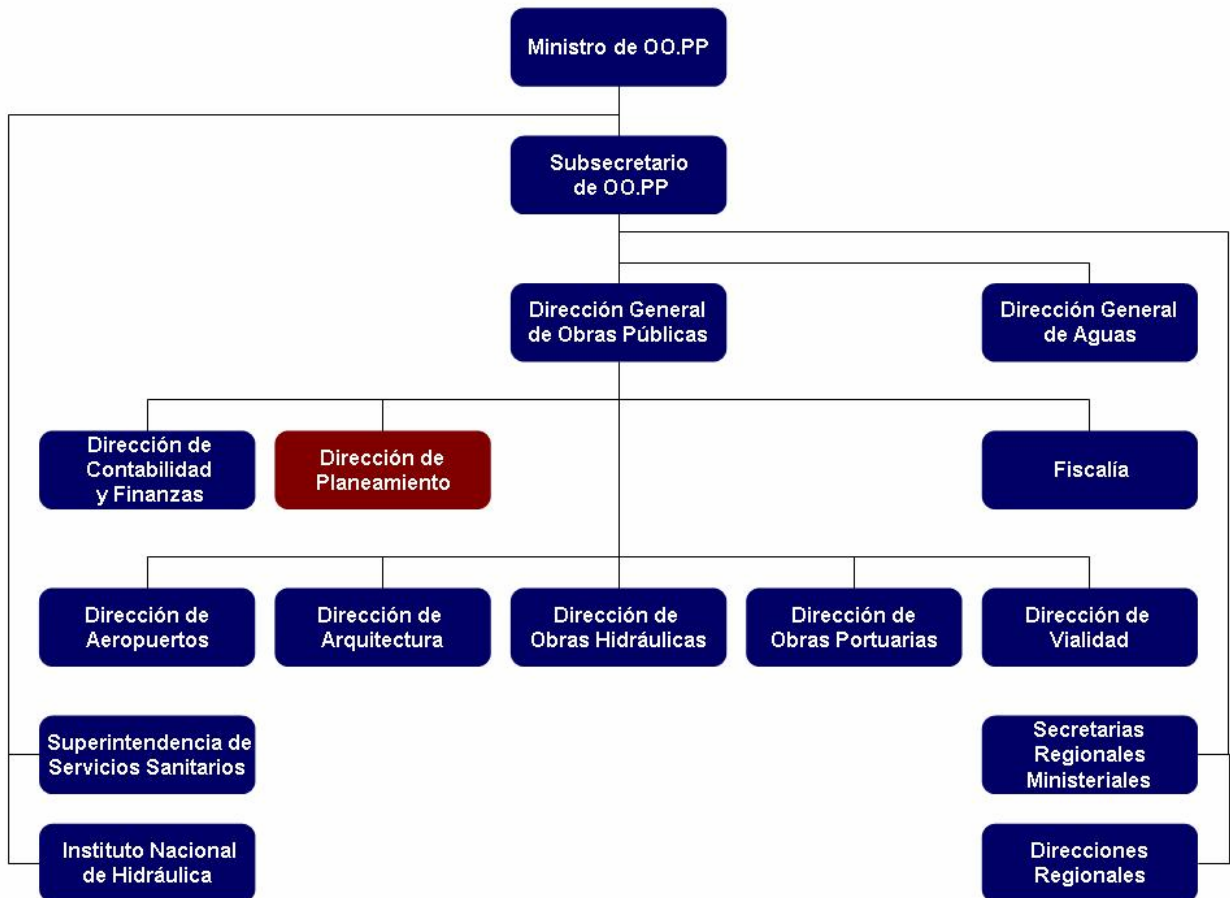 Ministro de OO.PP
Subsecretario
de OO.PP
Dirección General
de Obras Públicas
Dirección General
de Aguas
Dirección de
Contabilidad
y Finanzas
Dirección de
Planeamiento
Fiscalía
Dirección de
Aeropuertos
Dirección de
Arquitectura
Dirección de
Obras Hidráulicas
Dirección de
Obras Portuarias
Dirección de
Vialidad
Superintendencia de
Servicios Sanitarios
Secretarias
Regionales
Ministeriales
Instituto Nacional
de Hidráulica
Direcciones
Regionales